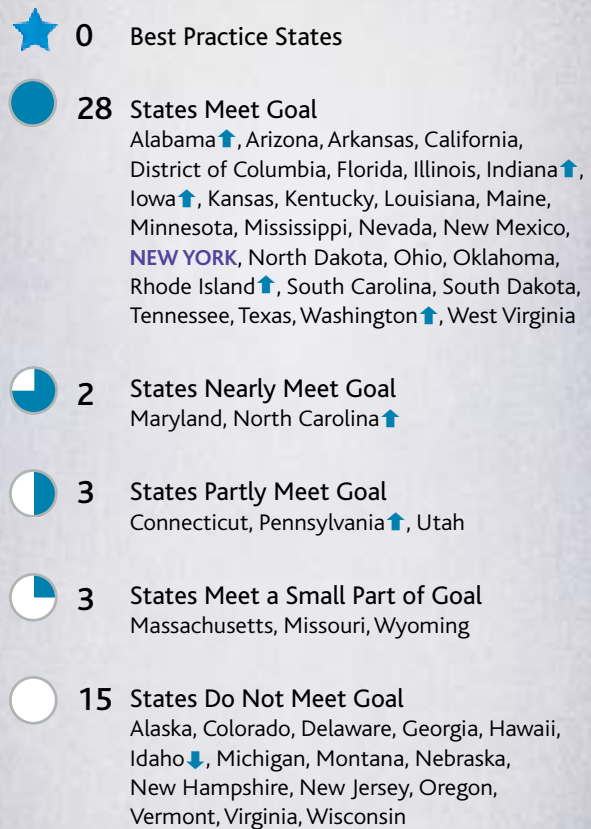 0 Best Practice States
28 States Meet Goal
Alabama⬆, Arizona, Arkansas, California,
District of Columbia, Florida, Illinois, Indiana⬆,
Iowa⬆, Kansas, Kentucky, Louisiana, Maine,
Minnesota, Mississippi, Nevada, New Mexico,
NEW YORK, North Dakota, Ohio, Oklahoma,
Rhode Island⬆, South Carolina, South Dakota,
Tennessee, Texas, Washington⬆, West Virginia
2 States Nearly Meet Goal
Maryland, North Carolina⬆
3 States Partly Meet Goal
Connecticut, Pennsylvania⬆, Utah
3 States Meet a Small Part of Goal
Massachusetts, Missouri, Wyoming
15 States Do Not Meet Goal
Alaska, Colorado, Delaware, Georgia, Hawaii,
Idaho⬇, Michigan, Montana, Nebraska,
New Hampshire, New Jersey, Oregon,
Vermont, Virginia, Wisconsin